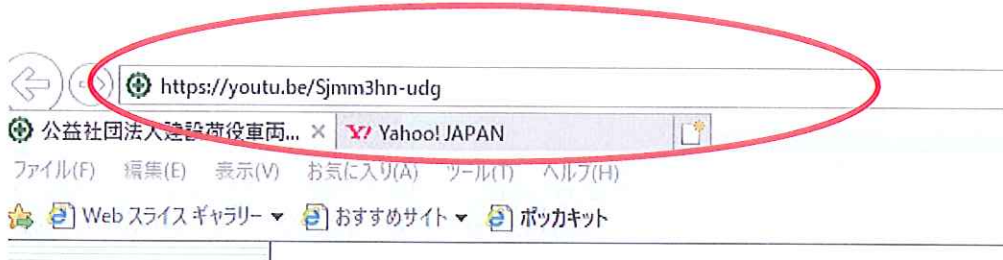 https://youtu.be/Sjmm3hn-udg
公益社団法人建設荷役車両... × Y! Yahoo! JAPAN
ファイル(F) 編集(E) 表示(V) お気に入り(A) ツール(T) ヘルプ(H)
Web スライス ギャラリー ▼ おすすめサイト ▼ ポッカキット